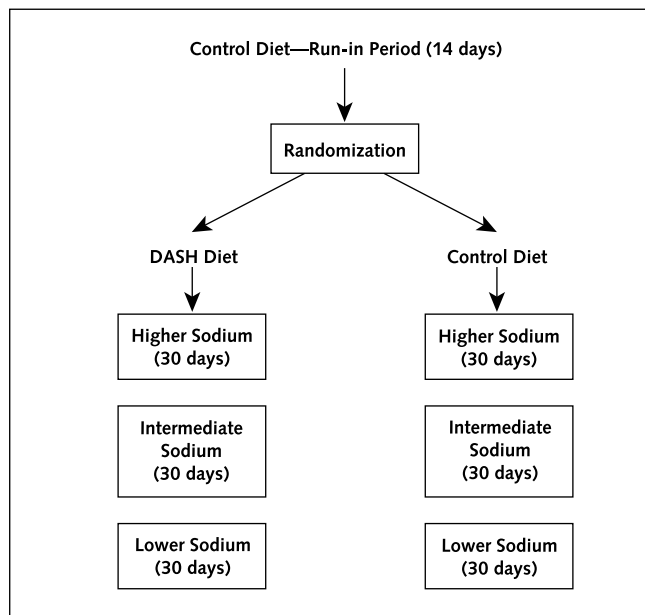 Control Diet—Run-in Period (14 days)
Randomization
DASH Diet
Control Diet
Higher Sodium
(30 days)
Higher Sodium
(30 days)
Intermediate
Sodium
(30 days)
Intermediate
Sodium
(30 days)
Lower Sodium
(30 days)
Lower Sodium
(30 days)